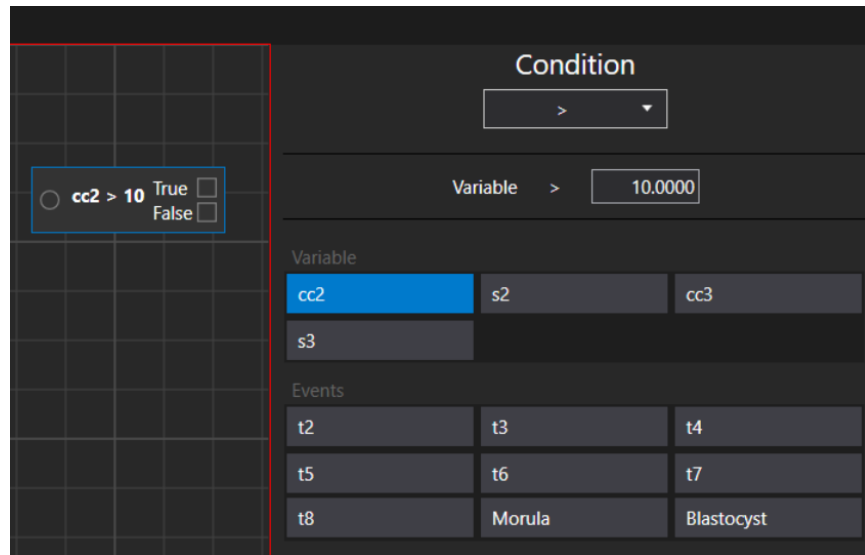 Condition
>
cc2 > 10 True
False
Variable > 10.0000
Variable
cc2 s2 cc3
s3
Events
t2 t3 t4
t5 t6 t7
t8 Morula Blastocyst